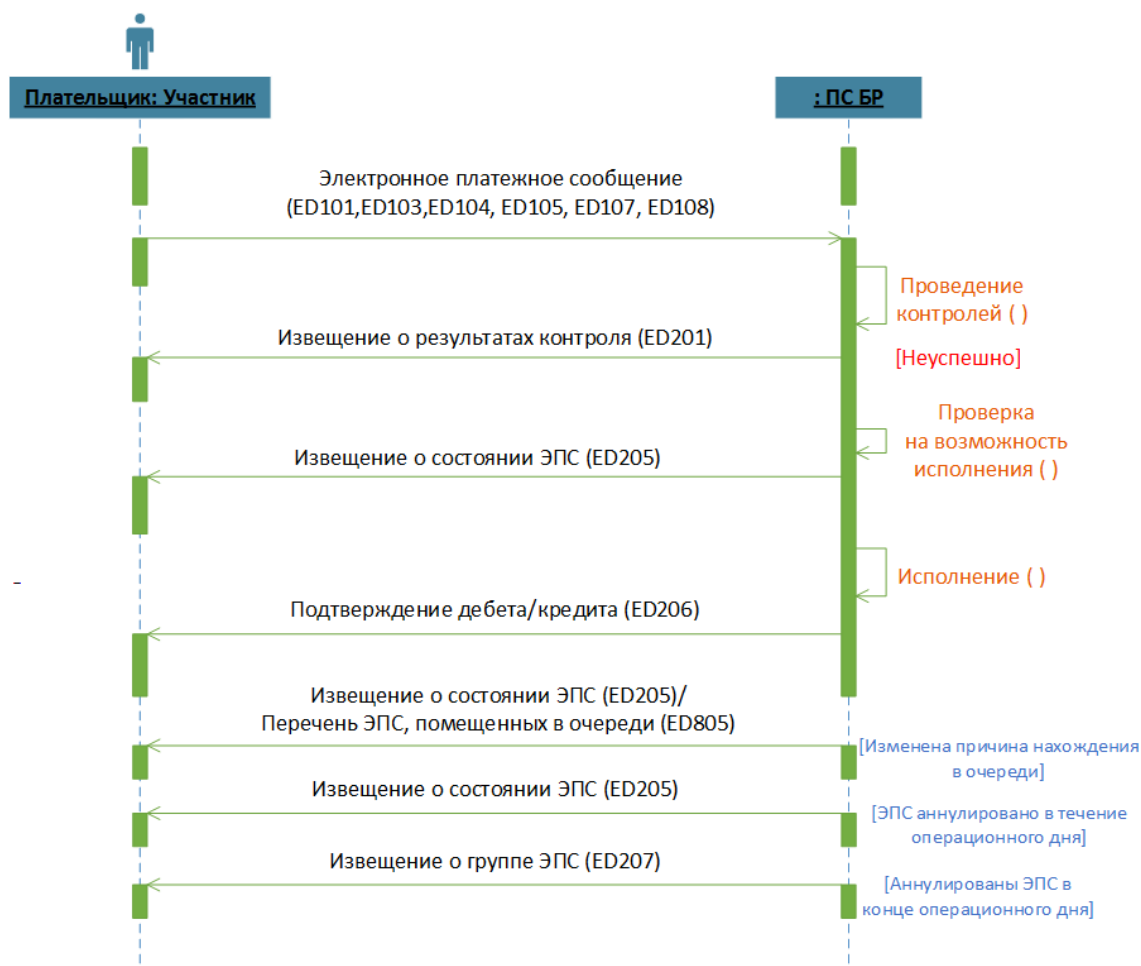 Плательщик: Участник
: ПС БР
Электронное платежное сообщение
(ED101,ED103,ED104, ED105, ED107, ED108)
Проведение
контролей ( )
Извещение о результатах контроля (ED201)
[Неуспешно]
Проверка
на возможность
исполнения ( )
Извещение о состоянии ЭПС (ED205)
Исполнение ( )
Подтверждение дебета/кредита (ED206)
Извещение о состоянии ЭПС (ED205)/
Перечень ЭПС, помещенных в очереди (ED805)
[Изменена причина нахождения
в очереди]
Извещение о состоянии ЭПС (ED205)
[ЭПС аннулировано в течение
операционного дня]
Извещение о группе ЭПС (ED207)
[Аннулированы ЭПС в
конце операционного дня]